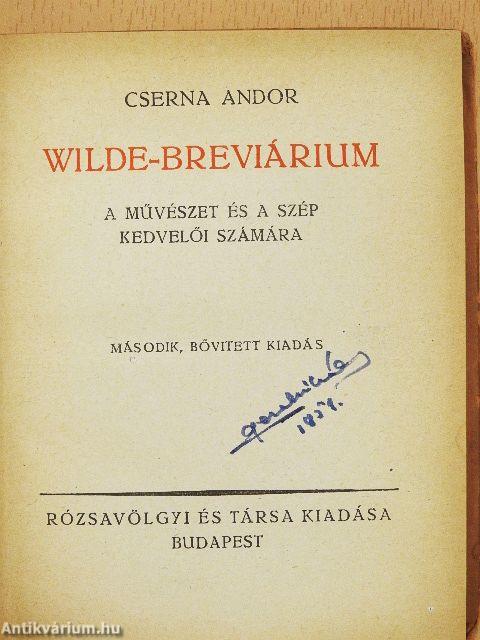 CSERNA ANDOR
WILDE-BREVIÁRIUM
A MŰVÉSZET ÉS A SZÉP
KEDVELŐI SZÁMÁRA
MÁSODIK, BŐVITETT KIADÁS
RÓZSAVÖLGYI ÉS TÁRSA KIADÁSA
BUDAPEST
Antikvárium.hu